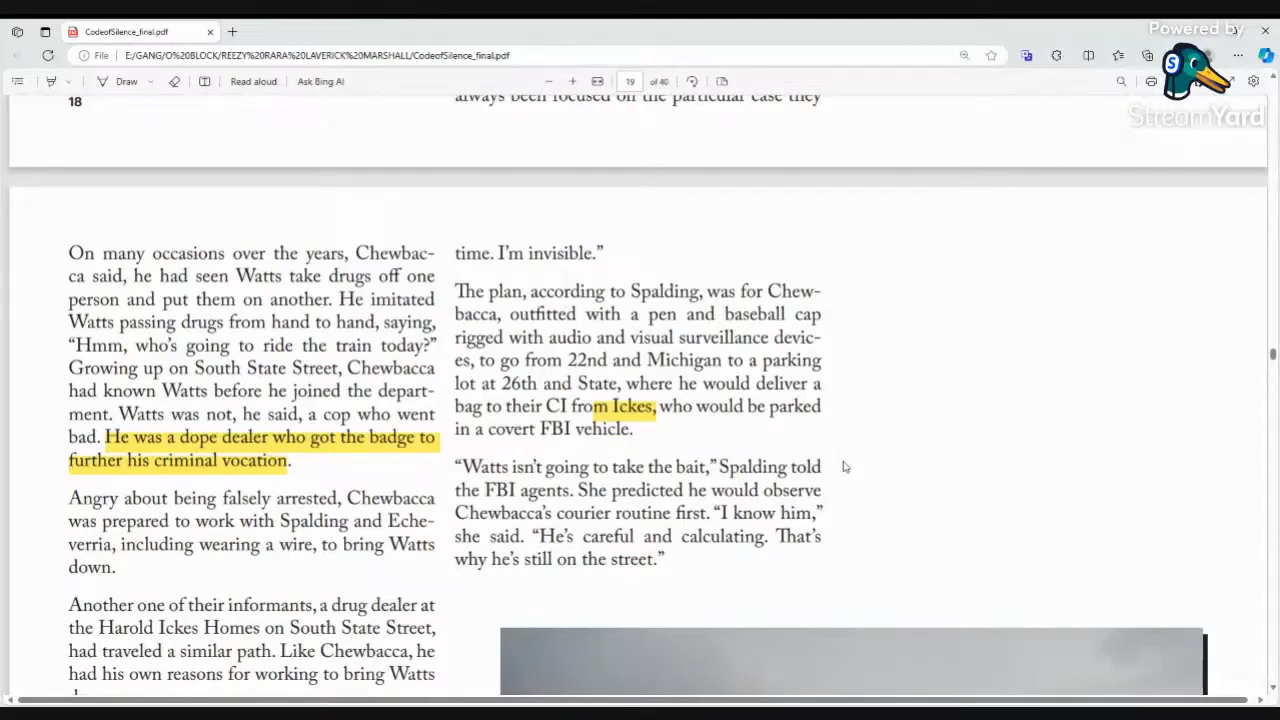 Powered by
CodeofSilence_final.pdf
File
E:/GANG/O%20BLOCK/REEZY%20RARA%20LAVERICK%20MARSHALL/CodeofSilence_final.pdf
Draw
Read aloud
Ask Bing AI
19 of 40
S
StreamYard
18
always been focused on the particular case they
On many occasions over the years, Chewbac-
ca said, he had seen Watts take drugs off one
person and put them on another. He imitated
Watts passing drugs from hand to hand, saying,
“Hmm, who’s going to ride the train today?”
Growing up on South State Street, Chewbacca
had known Watts before he joined the depart-
ment. Watts was not, he said, a cop who went
bad. He was a dope dealer who got the badge to
further his criminal vocation.
Angry about being falsely arrested, Chewbacca
was prepared to work with Spalding and Eche-
verria, including wearing a wire, to bring Watts
down.
Another one of their informants, a drug dealer at
the Harold Ickes Homes on South State Street,
had traveled a similar path. Like Chewbacca, he
had his own reasons for working to bring Watts
time. I’m invisible.”
The plan, according to Spalding, was for Chew-
bacca, outfitted with a pen and baseball cap
rigged with audio and visual surveillance devic-
es, to go from 22nd and Michigan to a parking
lot at 26th and State, where he would deliver a
bag to their CI from Ickes, who would be parked
in a covert FBI vehicle.
“Watts isn’t going to take the bait,” Spalding told
the FBI agents. She predicted he would observe
Chewbacca’s courier routine first. “I know him,”
she said. “He’s careful and calculating. That’s
why he’s still on the street.”